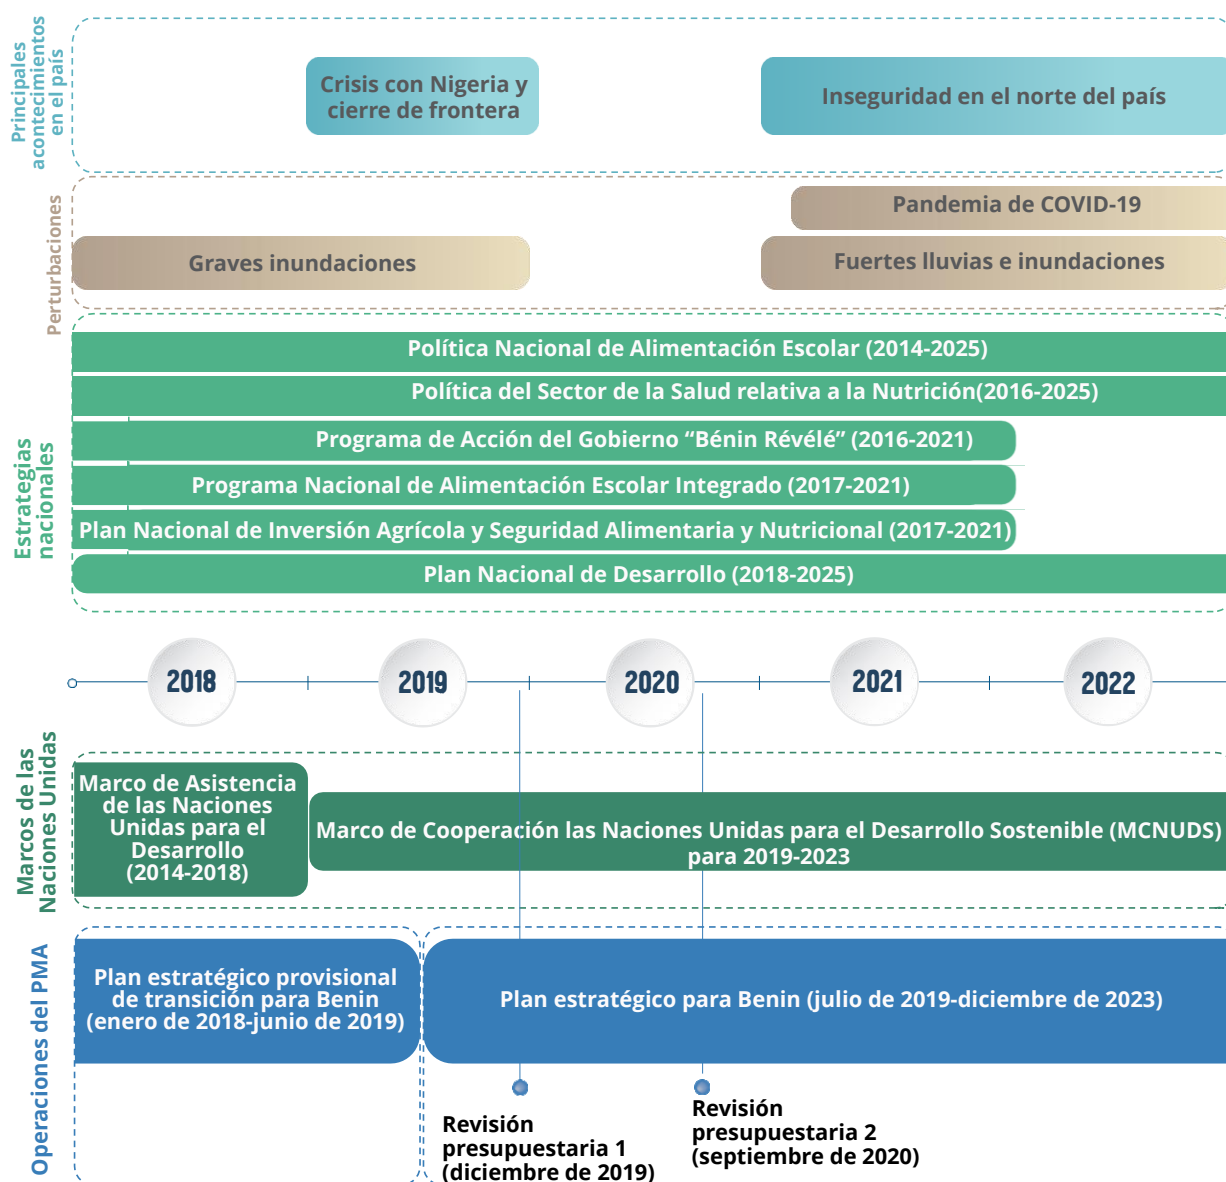 Principales
acontecimientos
en el país
Crisis con Nigeria y
cierre de frontera
Inseguridad en el norte del país
Perturbaciones
Pandemia de COVID-19
Graves inundaciones
Fuertes lluvias e inundaciones
Estrategias
nacionales
Política Nacional de Alimentación Escolar (2014-2025)
Política del Sector de la Salud relativa a la Nutrición(2016-2025)
Programa de Acción del Gobierno “Bénin Révélé” (2016-2021)
Programa Nacional de Alimentación Escolar Integrado (2017-2021)
Plan Nacional de Inversión Agrícola y Seguridad Alimentaria y Nutricional (2017-2021)
Plan Nacional de Desarrollo (2018-2025)
2018 2019 2020 2021 2022
Marcos de las
Naciones Unidas
Marco de Asistencia
de las Naciones
Unidas para el
Desarrollo
(2014-2018)
Marco de Cooperación las Naciones Unidas para el Desarrollo Sostenible (MCNUDS)
para 2019-2023
Operaciones del PMA
Plan estratégico provisional
de transición para Benin
(enero de 2018-junio de 2019)
Plan estratégico para Benin (julio de 2019-diciembre de 2023)
Revisión
presupuestaria 1
(diciembre de 2019)
Revisión
presupuestaria 2
(septiembre de 2020)